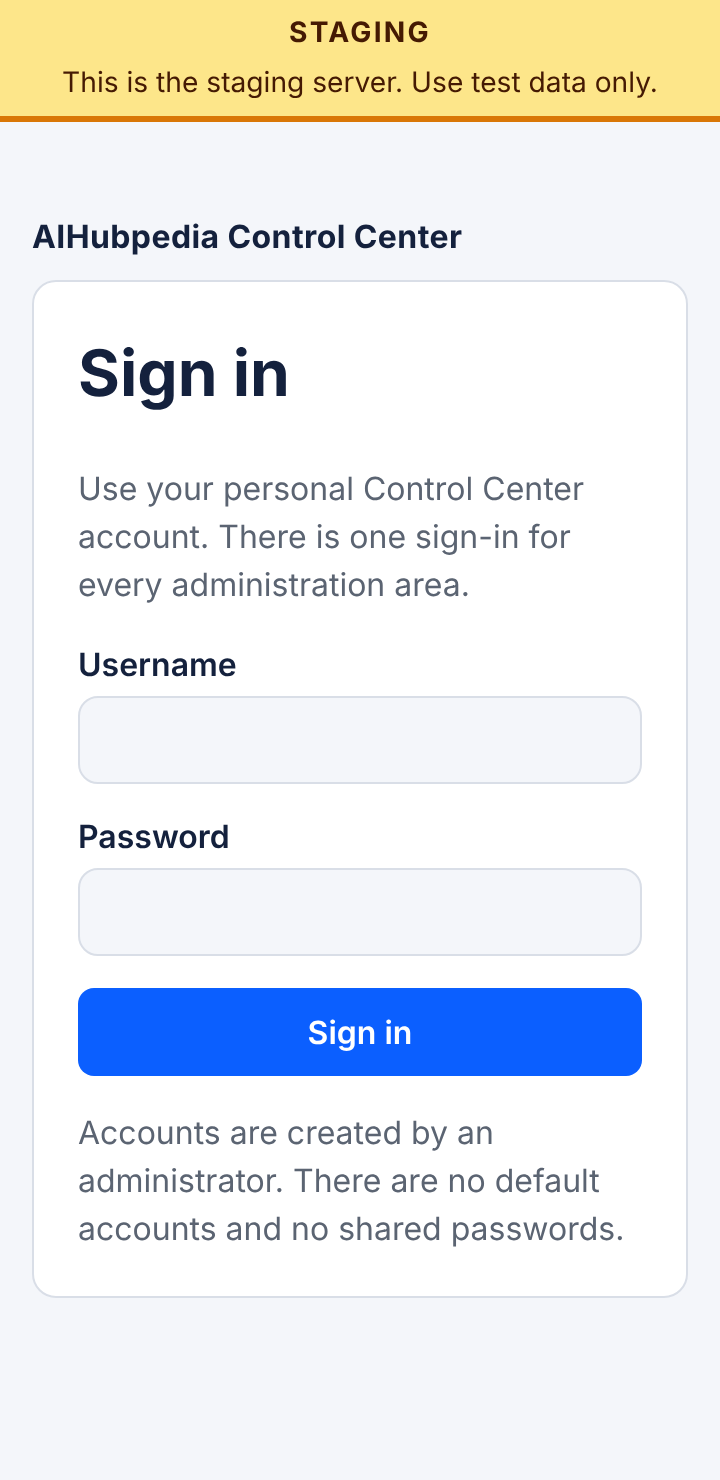 STAGING
This is the staging server. Use test data only.
AIHubpedia Control Center
Sign in
Use your personal Control Center
account. There is one sign-in for
every administration area.
Username
Password
Sign in
Accounts are created by an
administrator. There are no default
accounts and no shared passwords.